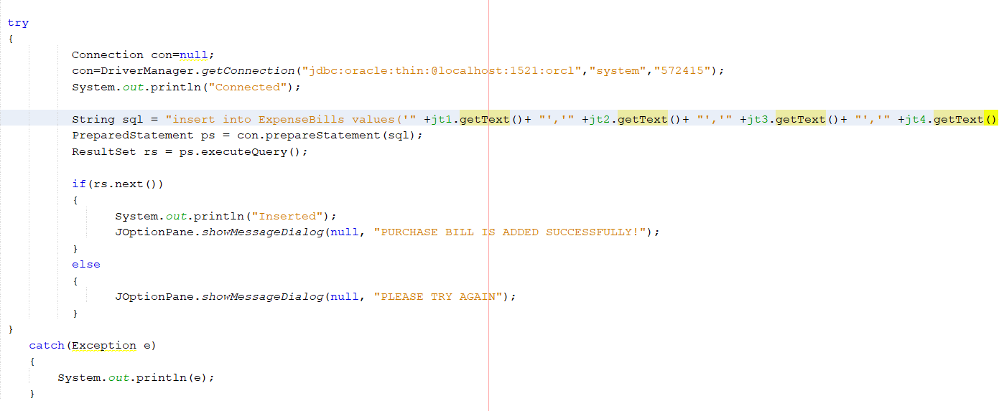 try
{
Connection con=null;
con=DriverManager.getConnection("jdbc:oracle:thin:@localhost:1521:orcl","system","572415");
System.out.println("Connected");
String sql = "insert into ExpenseBills values('" +jt1.getText()+ "','" +jt2.getText()+ "','" +jt3.getText()+ "','" +jt4.getText()
PreparedStatement ps = con.prepareStatement(sql);
ResultSet rs = ps.executeQuery();
if(rs.next())
{
System.out.println("Inserted");
JOptionPane.showMessageDialog(null, "PURCHASE BILL IS ADDED SUCCESSFULLY!");
}
else
{
JOptionPane.showMessageDialog(null, "PLEASE TRY AGAIN");
}
}
catch(Exception e)
{
System.out.println(e);
}